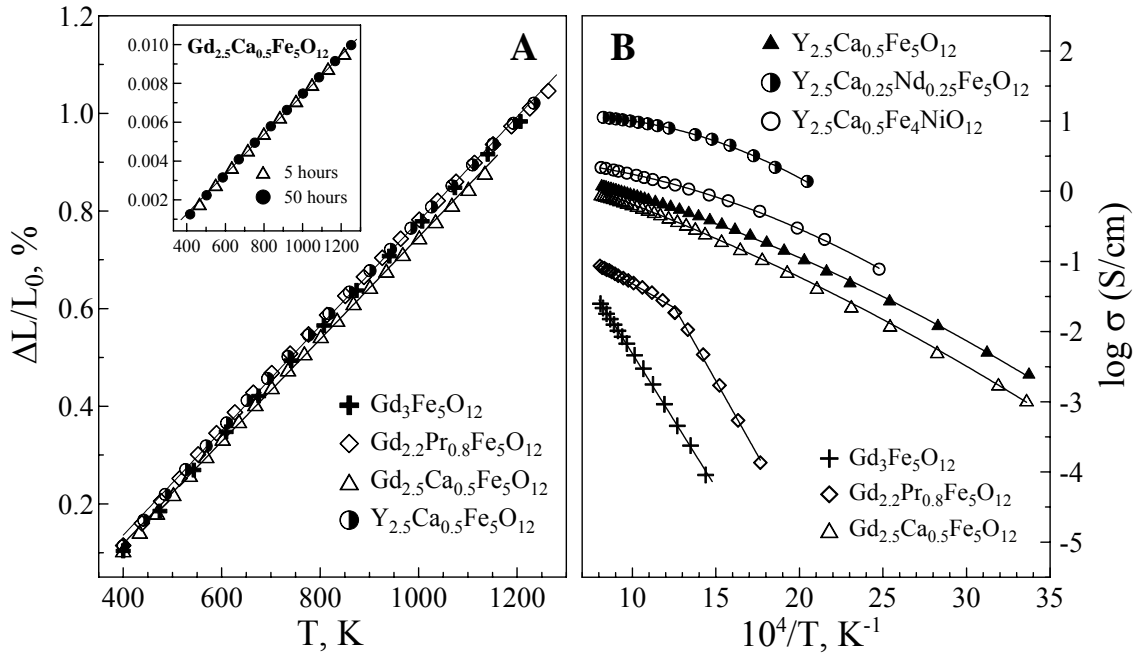 1.2
1.0
0.8
0.6
0.4
0.2
ΔL/L₀, %
400
600
800
1000
1200
T, K
A
Gd₂.₅Ca₀.₅Fe₅O₁₂
0.010
0.008
0.006
0.004
0.002
5 hours
50 hours
400 600 800 1000 1200
Gd₃Fe₅O₁₂
Gd₂.₂Pr₀.₈Fe₅O₁₂
Gd₂.₅Ca₀.₅Fe₅O₁₂
Y₂.₅Ca₀.₅Fe₅O₁₂
B
Y₂.₅Ca₀.₅Fe₅O₁₂
Y₂.₅Ca₀.₂₅Nd₀.₂₅Fe₅O₁₂
Y₂.₅Ca₀.₅Fe₄NiO₁₂
Gd₃Fe₅O₁₂
Gd₂.₂Pr₀.₈Fe₅O₁₂
Gd₂.₅Ca₀.₅Fe₅O₁₂
2
1
0
-1
-2
-3
-4
-5
log σ (S/cm)
10 15 20 25 30 35
10⁴/T, K⁻¹